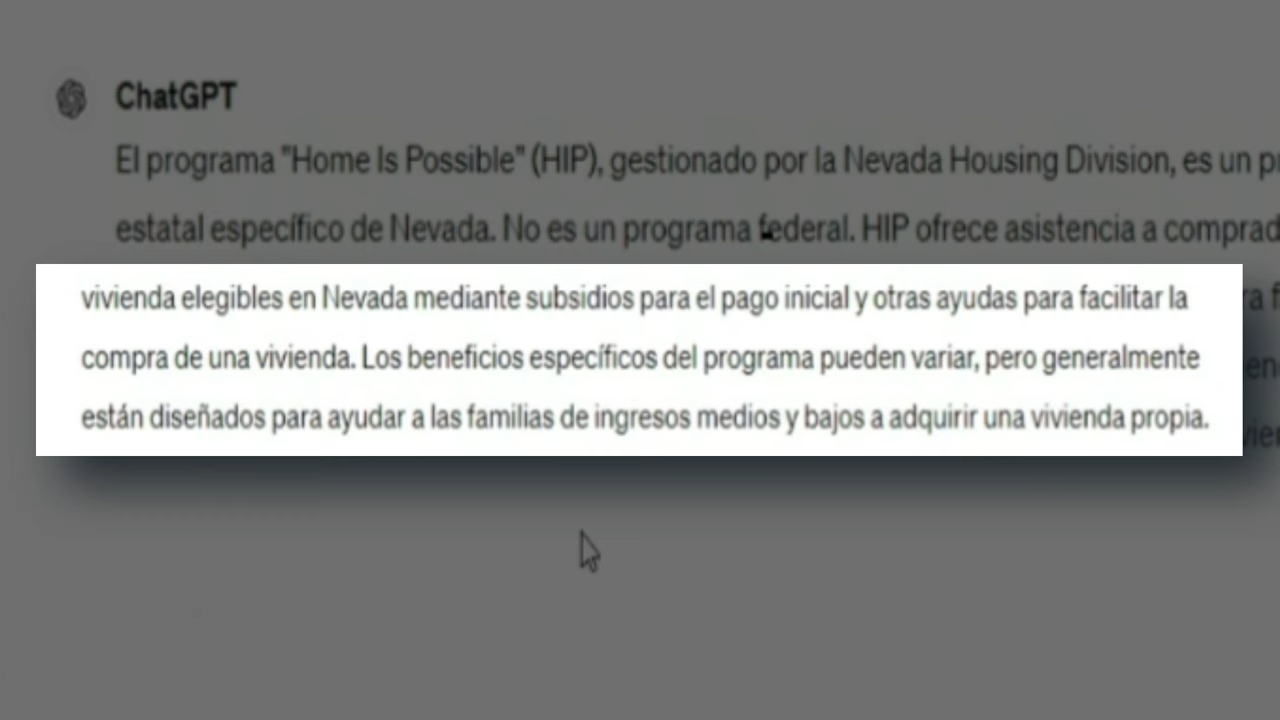 ChatGPT
El programa "Home Is Possible" (HIP), gestionado por la Nevada Housing Division, es un
estatal específico de Nevada. No es un programa federal. HIP ofrece asistencia a
vivienda elegibles en Nevada mediante subsidios para el pago inicial y otras ayudas para facilitar la
compra de una vivienda. Los beneficios específicos del programa pueden variar, pero generalmente
están diseñados para ayudar a las familias de ingresos medios y bajos a adquirir una vivienda propia.